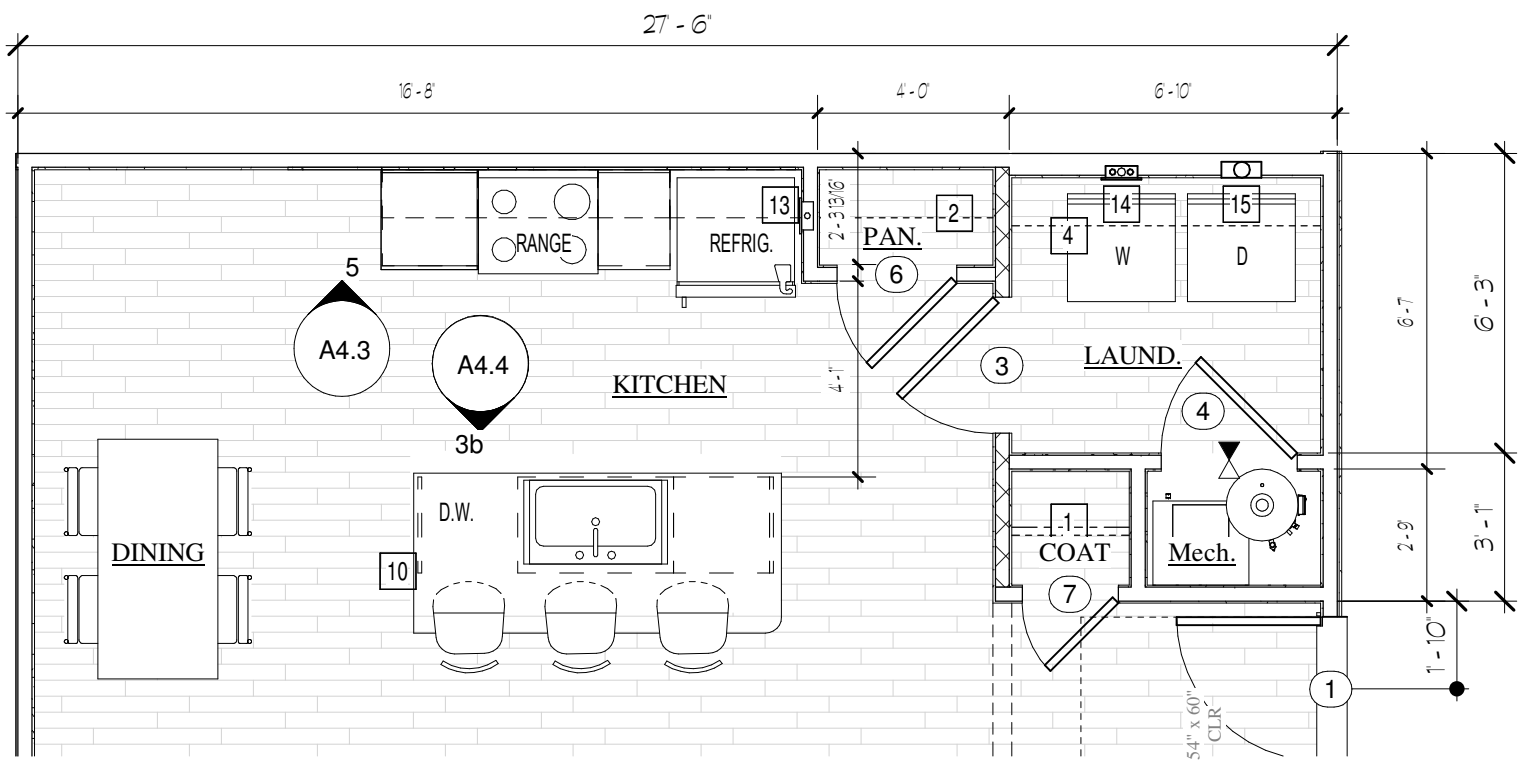 27' - 6"
16'-8"
4'-0"
6'-10"
13
2
14
15
2'- 3 13/16"
PAN.
4
RANGE
REFRIG.
W
D
5
6
6'-7
6' - 3"
A4.3
A4.4
3
LAUND.
KITCHEN
4'-1"
4
3b
D.W.
1
DINING
COAT
Mech.
2'-9"
3'-1"
10
7
1' - 10"
1
54" x 60"
CLR